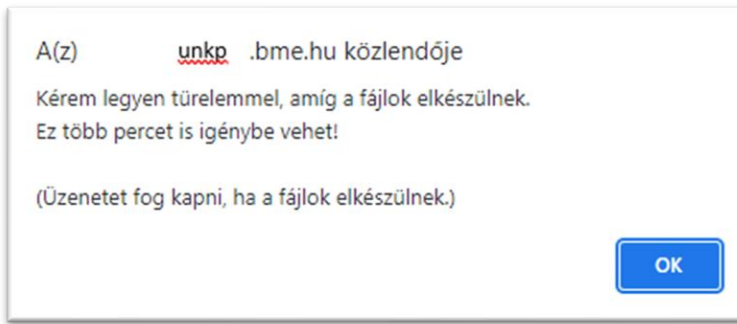 A(z) unkp .bme.hu közlendője
Kérem legyen türelemmel, amíg a fájlok elkészülnek.
Ez több percet is igénybe vehet!
(Üzenetet fog kapni, ha a fájlok elkészülnek.)
OK